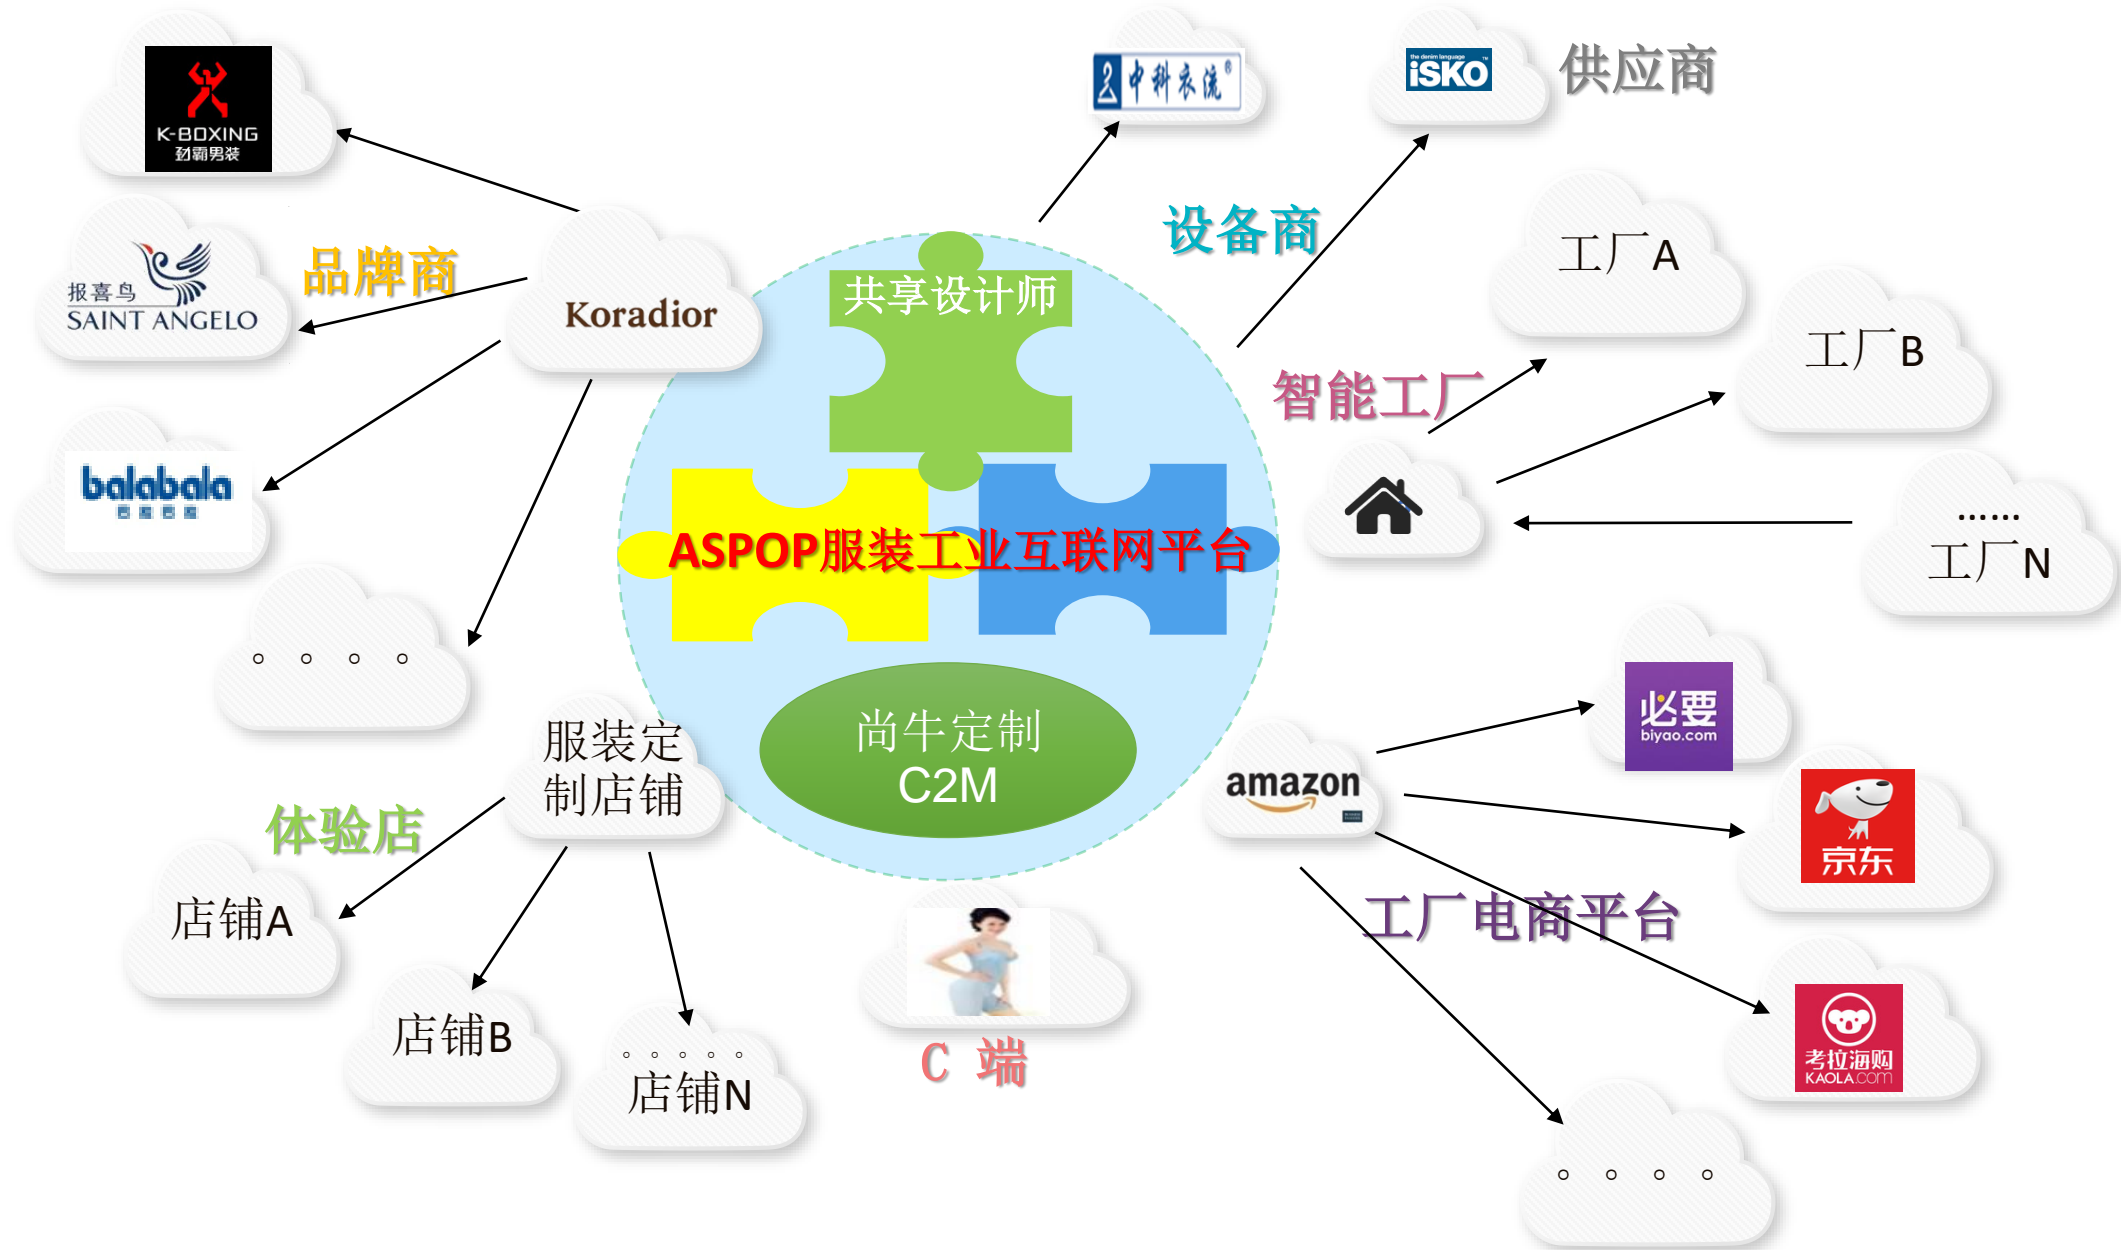 K-BOXING
劲霸男装
中科衣流®
the denim language
iSKO™
供应商
设备商
报喜鸟
SAINT ANGELO
品牌商
Koradior
共享设计师
工厂A
工厂B
智能工厂
balabala
ASPOP服装工业互联网平台
……
工厂N
。。。。
服装定
制店铺
尚牛定制
C2M
amazon
必要
biyao.com
京东
体验店
店铺A
工厂电商平台
店铺B
。。。。。
店铺N
C 端
考拉海购
KAOLA.COM
。。。。